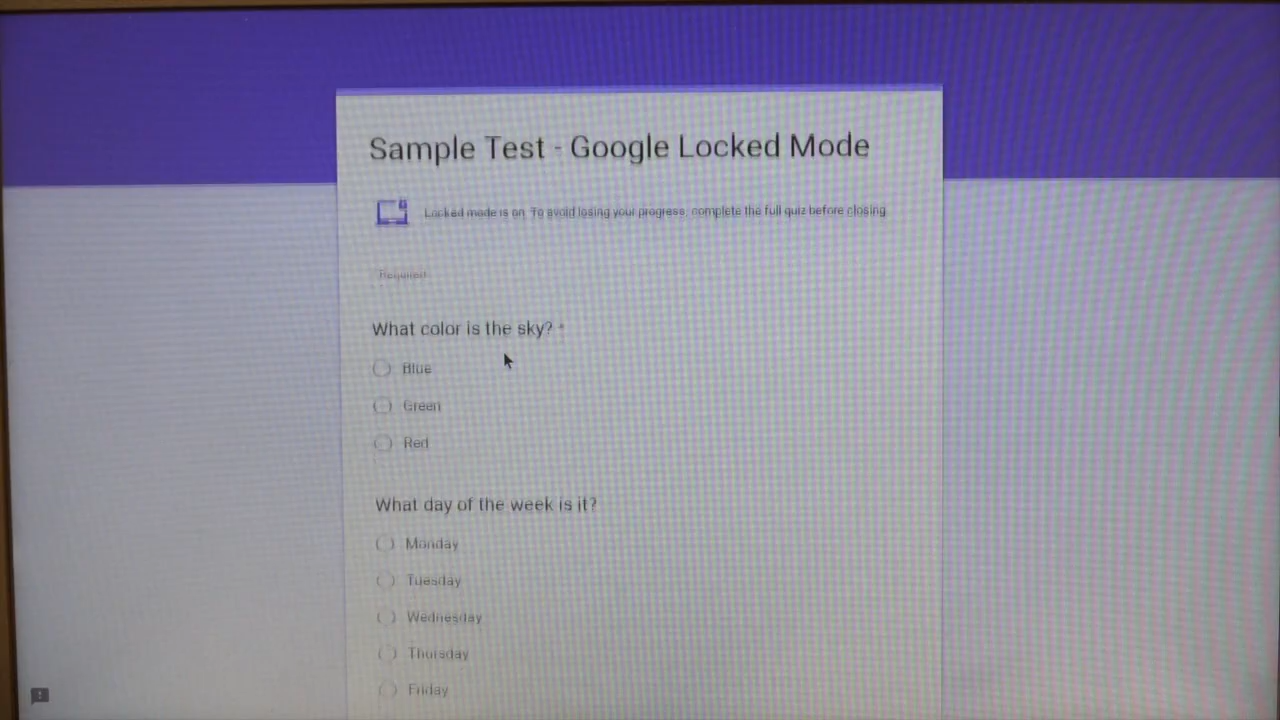 Sample Test - Google Locked Mode
Locked mode is on. To avoid losing your progress, complete the full quiz before closing
Required
What color is the sky? *
Blue
Green
Red
What day of the week is it?
Monday
Tuesday
Wednesday
Thursday
Friday